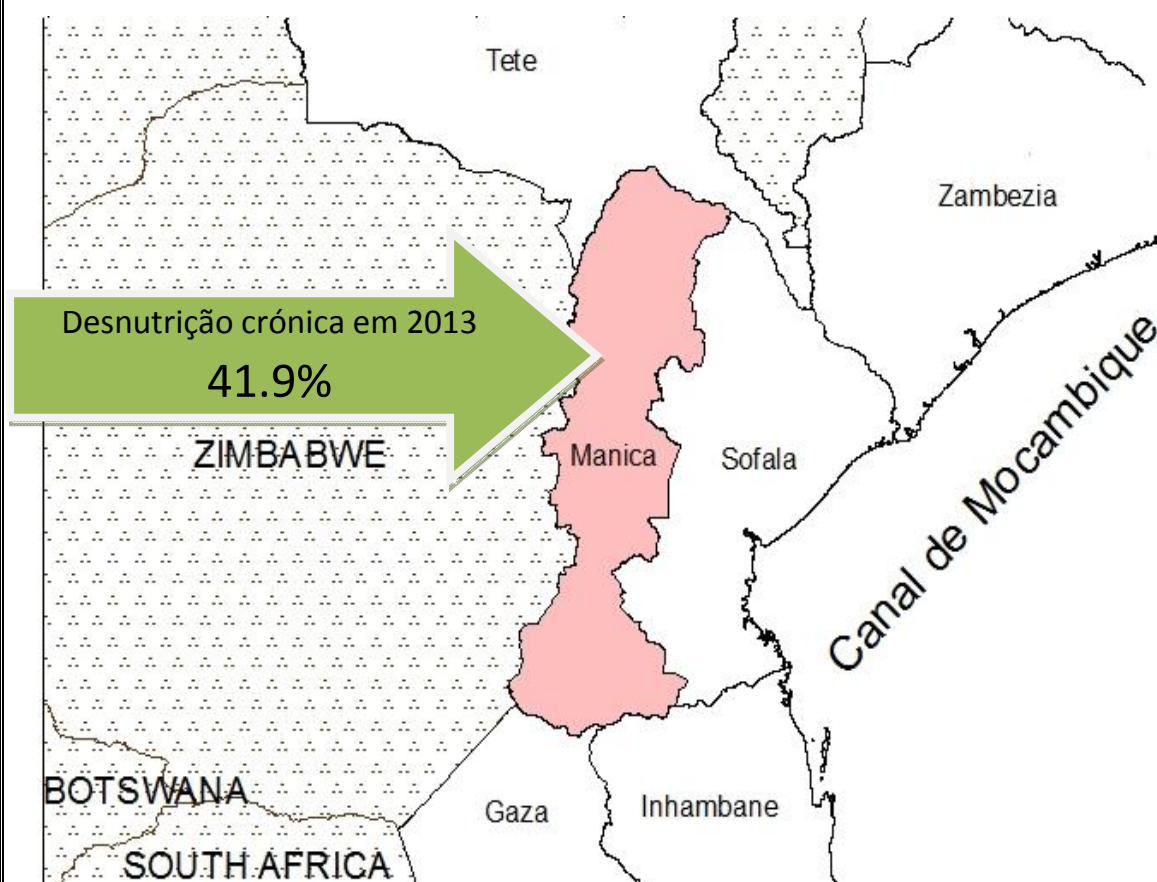 Tete
Zambezia
Desnutrição crónica em 2013
41.9%
ZIMBABWE
Manica
Sofala
Canal de Mocambique
BOTSWANA
Gaza
Inhambane
SOUTH AFRICA